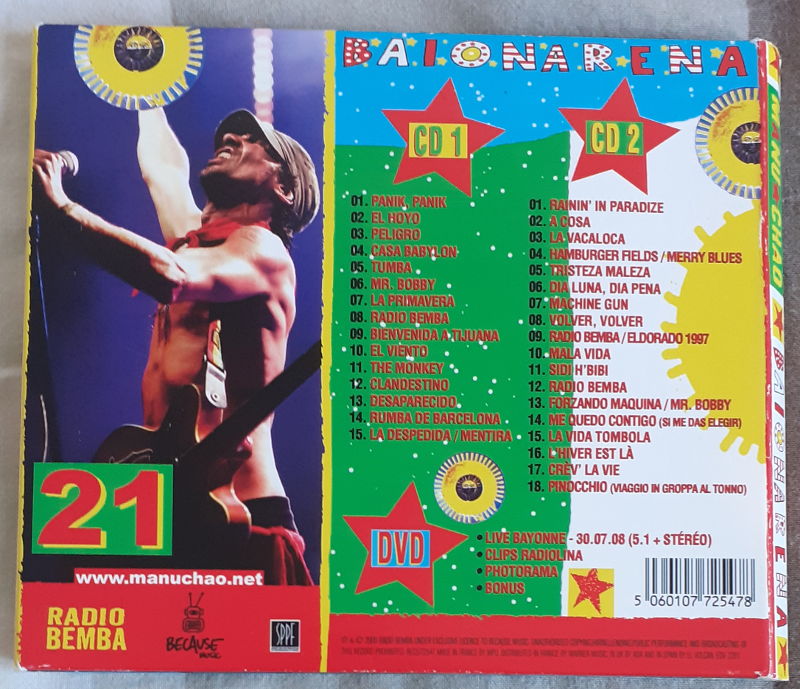 BAIONARENA
CD 1
01. PANIK, PANIK
02. EL HOYO
03. PELIGRO
04. CASA BABYLON
05. TUMBA
06. MR. BOBBY
07. LA PRIMAVERA
08. RADIO BEMBA
09. BIENVENIDA A TIJUANA
10. EL VIENTO
11. THE MONKEY
12. CLANDESTINO
13. DESAPARECIDO
14. RUMBA DE BARCELONA
15. LA DESPEDIDA / MENTIRA
CD 2
01. RAININ' IN PARADIZE
02. A COSA
03. LA VACALOCA
04. HAMBURGER FIELDS / MERRY BLUES
05. TRISTEZA MALEZA
06. DIA LUNA, DIA PENA
07. MACHINE GUN
08. VOLVER, VOLVER
09. RADIO BEMBA / ELDORADO 1997
10. MALA VIDA
11. SIDI H'BIBI
12. RADIO BEMBA
13. FORZANDO MAQUINA / MR. BOBBY
14. ME QUEDO CONTIGO (SI ME DAS ELEGIR)
15. LA VIDA TOMBOLA
16. L'HIVER EST LÀ
17. CREV' LA VIE
18. PINOCCHIO (VIAGGIO IN GROPPA AL TONNO)
DVD
• LIVE BAYONNE - 30.07.08 (5.1 + STÉRÉO)
• CLIPS RADIOLINA
• PHOTORAMA
• BONUS
21
www.manuchao.net
RADIO
BEMBA
BECAUSE
MUSIC
SPPF
5 060107 725478
MANU CHAO ★ BAIONARENA ★